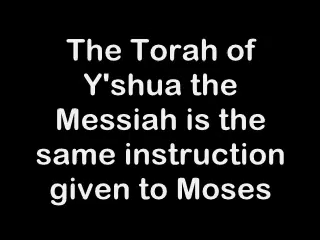 The Torah of
Y'shua the
Messiah is the
same instruction
given to Moses